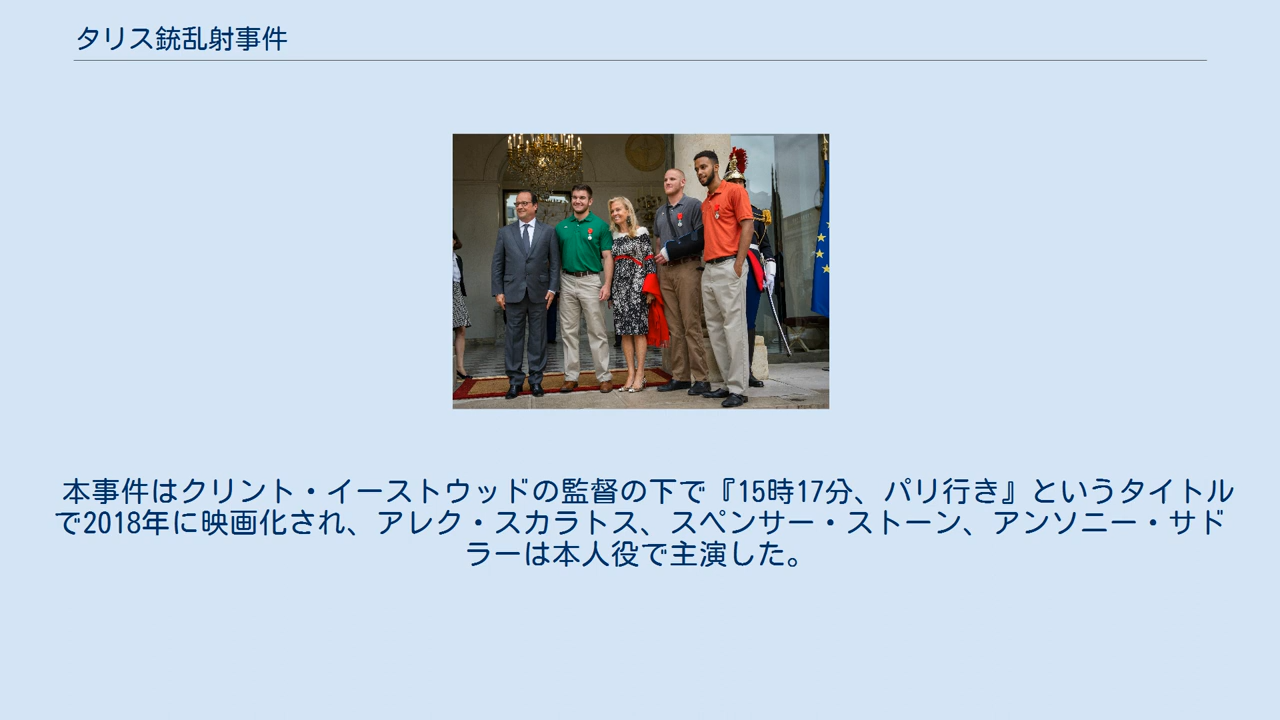 タリス銃乱射事件
本事件はクリント・イーストウッドの監督の下で『15時17分、パリ行き』というタイトル
で2018年に映画化され、アレク・スカラトス、スペンサー・ストーン、アンソニー・サド
ラーは本人役で主演した。